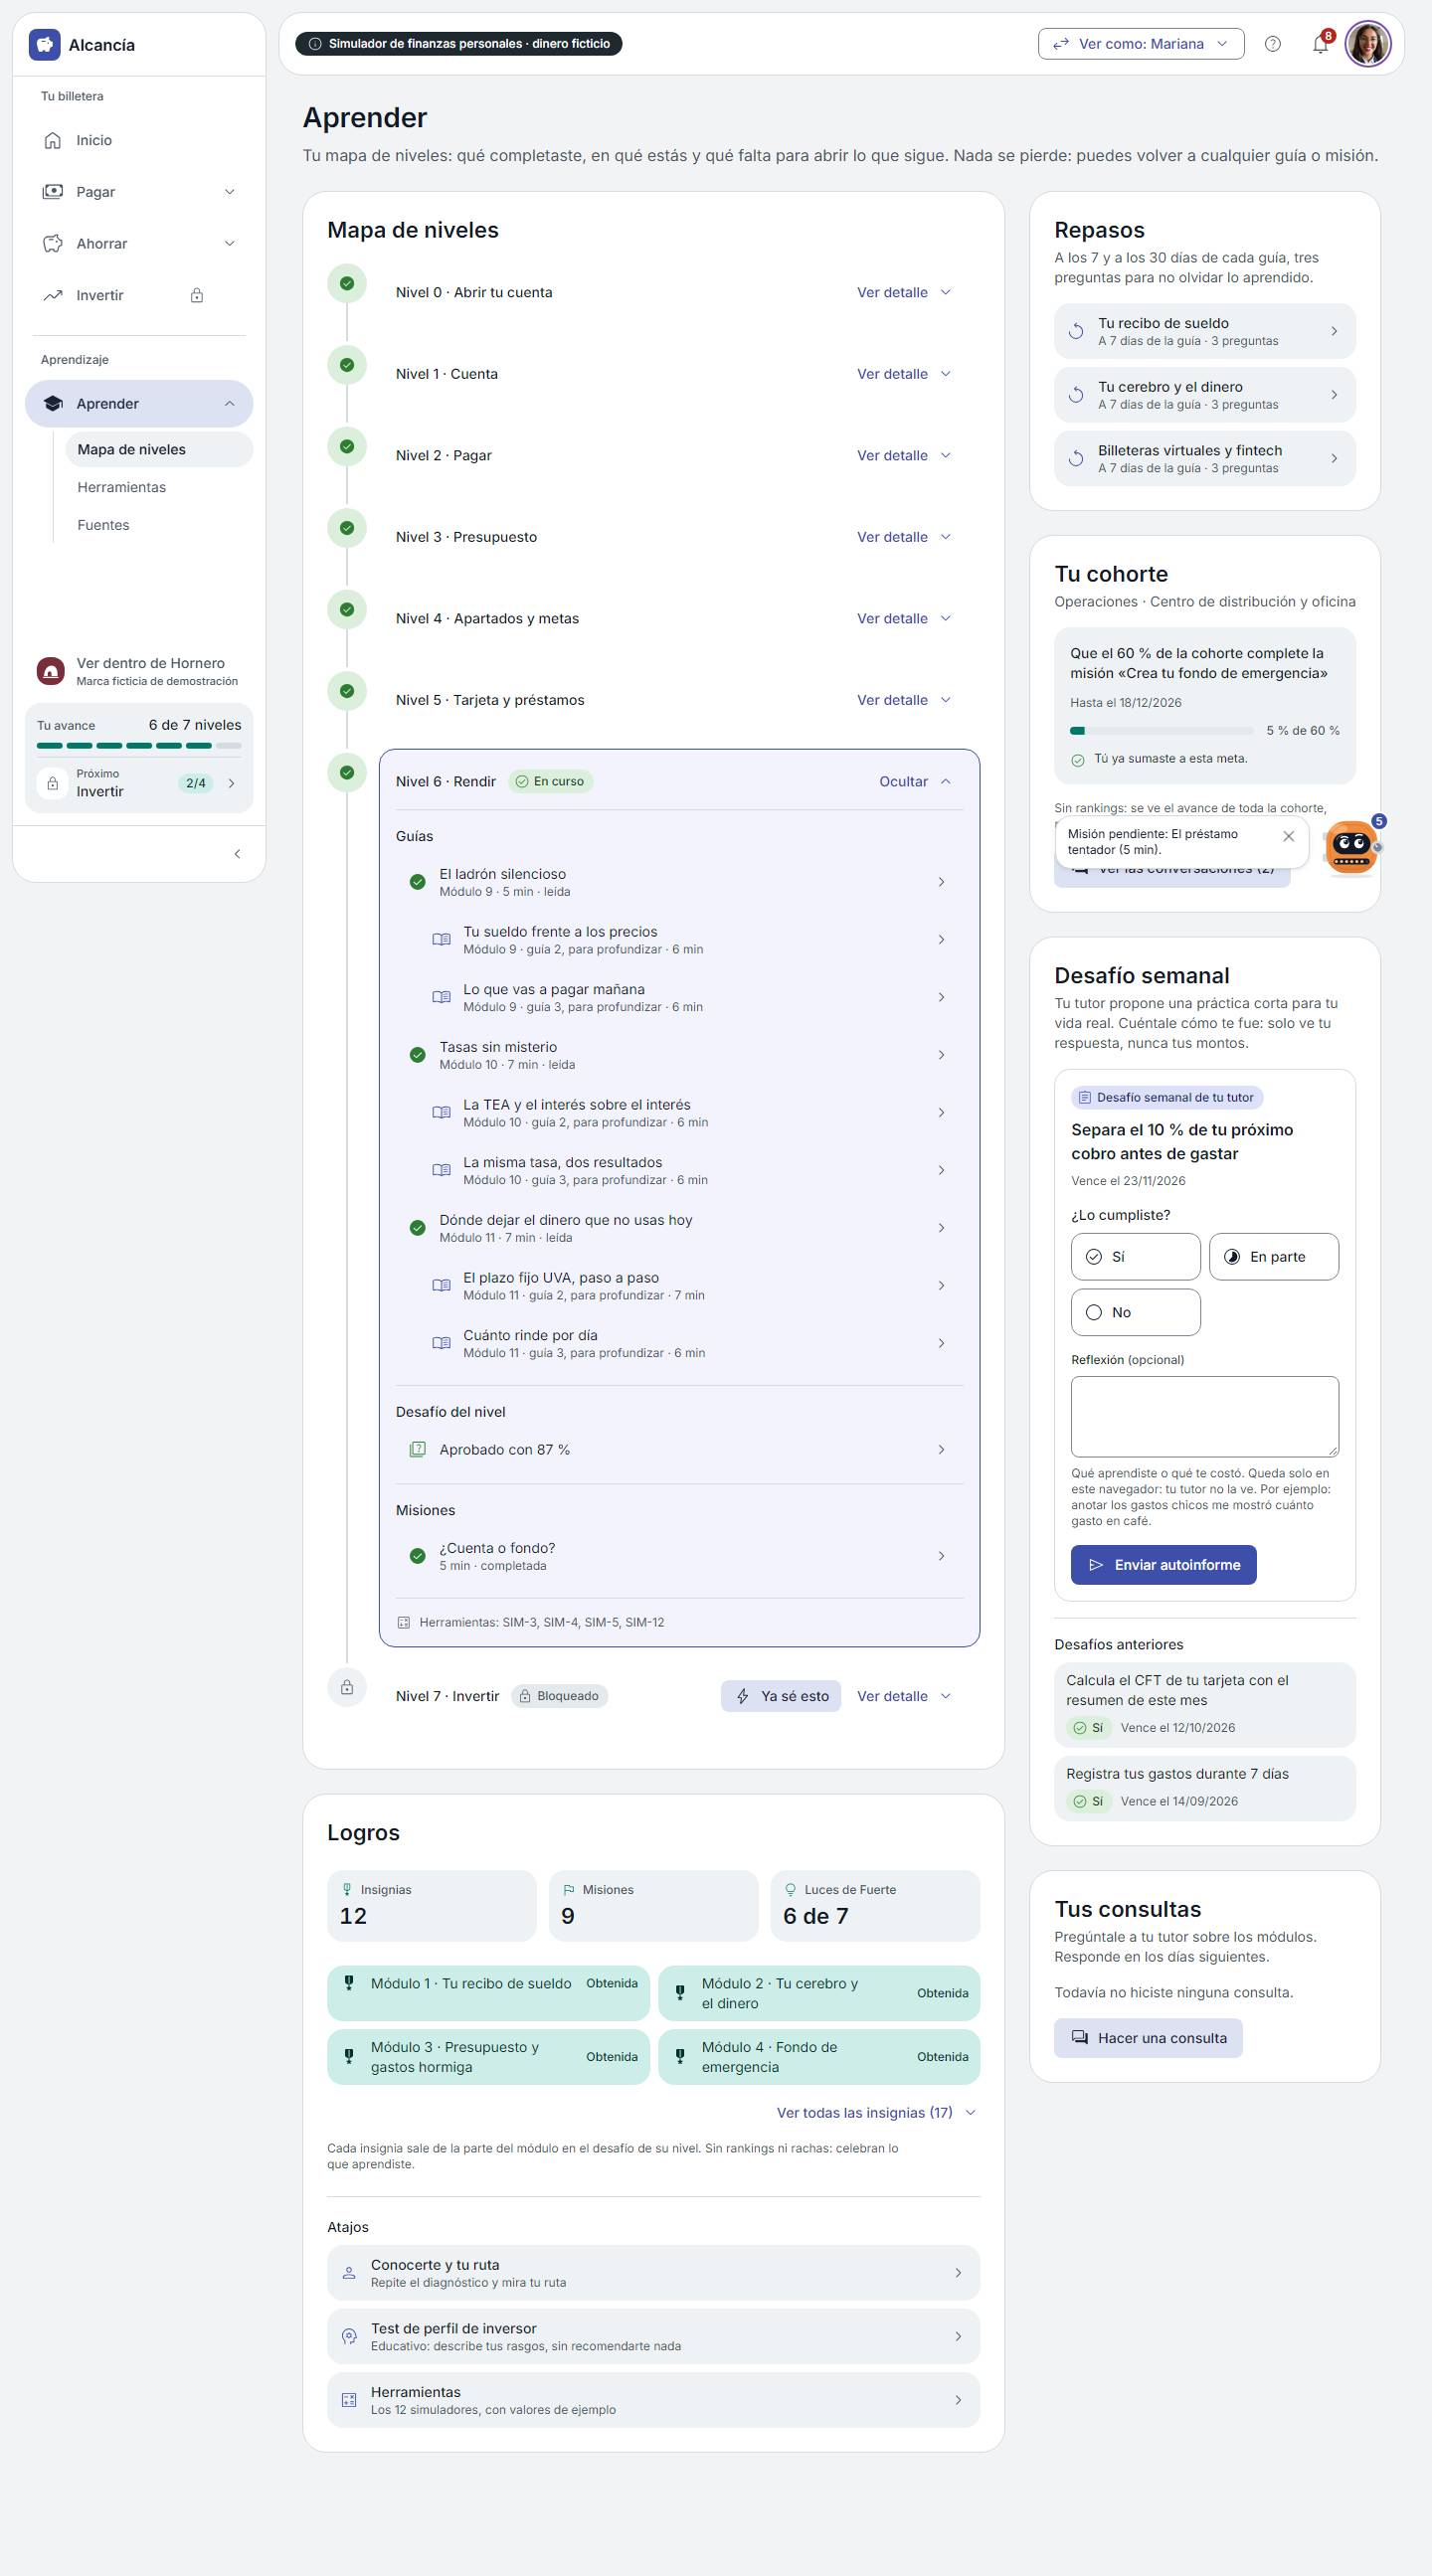 Alcancía
Tu billetera
Inicio
Pagar
Ahorrar
Invertir
Aprendizaje
Aprender
Mapa de niveles
Herramientas
Fuentes
Ver dentro de Hornero
Marca ficticia de demostración
Tu avance
6 de 7 niveles
Próximo
Invertir
2/4
Simulador de finanzas personales · dinero ficticio
Ver como: Mariana
8
Aprender
Tu mapa de niveles: qué completaste, en qué estás y qué falta para abrir lo que sigue. Nada se pierde: puedes volver a cualquier guía o misión.
Mapa de niveles
Nivel 0 · Abrir tu cuenta
Ver detalle
Nivel 1 · Cuenta
Ver detalle
Nivel 2 · Pagar
Ver detalle
Nivel 3 · Presupuesto
Ver detalle
Nivel 4 · Apartados y metas
Ver detalle
Nivel 5 · Tarjeta y préstamos
Ver detalle
Nivel 6 · Rendir
En curso
Ocultar
Guías
El ladrón silencioso
Módulo 9 · 5 min · leída
Tu sueldo frente a los precios
Módulo 9 · guía 2, para profundizar · 6 min
Lo que vas a pagar mañana
Módulo 9 · guía 3, para profundizar · 6 min
Tasas sin misterio
Módulo 10 · 7 min · leída
La TEA y el interés sobre el interés
Módulo 10 · guía 2, para profundizar · 6 min
La misma tasa, dos resultados
Módulo 10 · guía 3, para profundizar · 6 min
Dónde dejar el dinero que no usas hoy
Módulo 11 · 7 min · leída
El plazo fijo UVA, paso a paso
Módulo 11 · guía 2, para profundizar · 7 min
Cuánto rinde por día
Módulo 11 · guía 3, para profundizar · 6 min
Desafío del nivel
Aprobado con 87 %
Misiones
¿Cuenta o fondo?
5 min · completada
Herramientas: SIM-3, SIM-4, SIM-5, SIM-12
Nivel 7 · Invertir
Bloqueado
Ya sé esto
Ver detalle
Logros
Insignias
12
Misiones
9
Luces de Fuerte
6 de 7
Módulo 1 · Tu recibo de sueldo
Obtenida
Módulo 2 · Tu cerebro y
el dinero
Obtenida
Módulo 3 · Presupuesto y
gastos hormiga
Obtenida
Módulo 4 · Fondo de
emergencia
Obtenida
Ver todas las insignias (17)
Cada insignia sale de la parte del módulo en el desafío de su nivel. Sin rankings ni rachas: celebran lo
que aprendiste.
Atajos
Conocerte y tu ruta
Repite el diagnóstico y mira tu ruta
Test de perfil de inversor
Educativo: describe tus rasgos, sin recomendarte nada
Herramientas
Los 12 simuladores, con valores de ejemplo
Repasos
A los 7 y a los 30 días de cada guía, tres
preguntas para no olvidar lo aprendido.
Tu recibo de sueldo
A 7 días de la guía · 3 preguntas
Tu cerebro y el dinero
A 7 días de la guía · 3 preguntas
Billeteras virtuales y fintech
A 7 días de la guía · 3 preguntas
Tu cohorte
Operaciones · Centro de distribución y oficina
Que el 60 % de la cohorte complete la
misión «Crea tu fondo de emergencia»
Hasta el 18/12/2026
5 % de 60 %
Tú ya sumaste a esta meta.
Sin rankings: se ve el avance de toda la cohorte,
Misión pendiente: El préstamo
tentador (5 min).
5
Ver las conversaciones (2)
Desafío semanal
Tu tutor propone una práctica corta para tu
vida real. Cuéntale cómo te fue: solo ve tu
respuesta, nunca tus montos.
Desafío semanal de tu tutor
Separa el 10 % de tu próximo
cobro antes de gastar
Vence el 23/11/2026
¿Lo cumpliste?
Sí
En parte
No
Reflexión (opcional)
Qué aprendiste o qué te costó. Queda solo en
este navegador: tu tutor no la ve. Por ejemplo:
anotar los gastos chicos me mostró cuánto
gasto en café.
Enviar autoinforme
Desafíos anteriores
Calcula el CFT de tu tarjeta con el
resumen de este mes
Sí
Vence el 12/10/2026
Registra tus gastos durante 7 días
Sí
Vence el 14/09/2026
Tus consultas
Pregúntale a tu tutor sobre los módulos.
Responde en los días siguientes.
Todavía no hiciste ninguna consulta.
Hacer una consulta